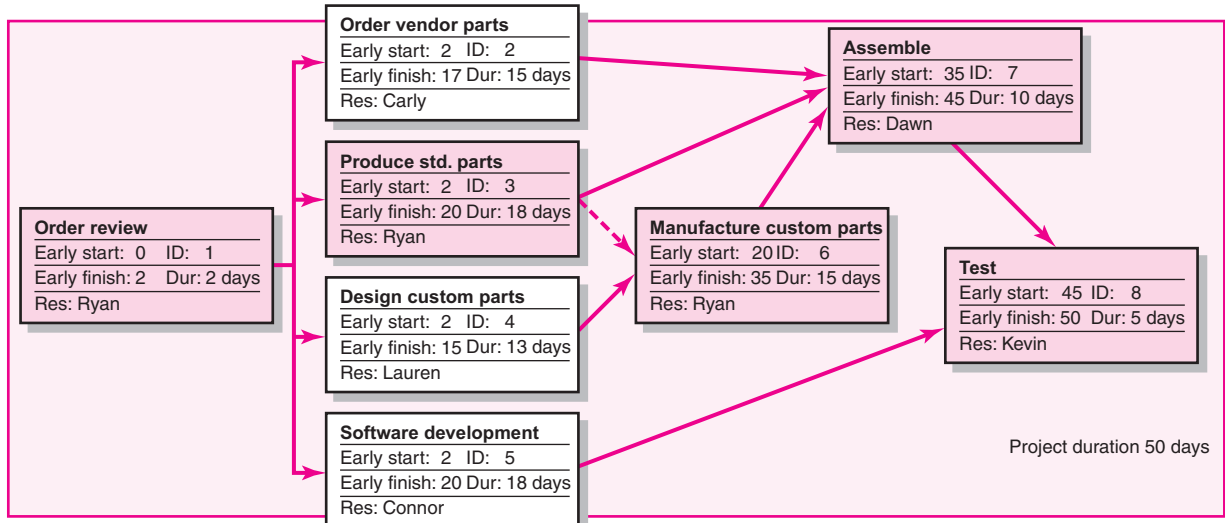 Order vendor parts
Early start: 2 ID: 2
Early finish: 17 Dur: 15 days
Res: Carly
Produce std. parts
Early start: 2 ID: 3
Early finish: 20 Dur: 18 days
Res: Ryan
Order review
Early start: 0 ID: 1
Early finish: 2 Dur: 2 days
Res: Ryan
Design custom parts
Early start: 2 ID: 4
Early finish: 15 Dur: 13 days
Res: Lauren
Software development
Early start: 2 ID: 5
Early finish: 20 Dur: 18 days
Res: Connor
Manufacture custom parts
Early start: 20 ID: 6
Early finish: 35 Dur: 15 days
Res: Ryan
Assemble
Early start: 35 ID: 7
Early finish: 45 Dur: 10 days
Res: Dawn
Test
Early start: 45 ID: 8
Early finish: 50 Dur: 5 days
Res: Kevin
Project duration 50 days